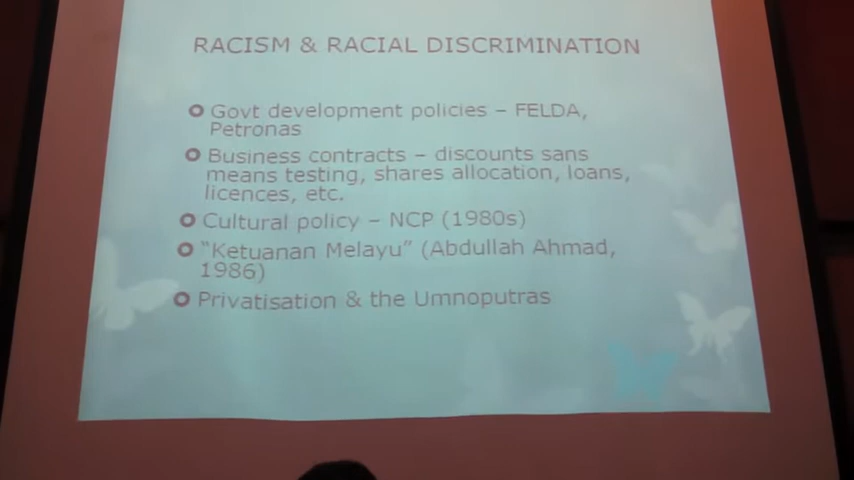 RACISM & RACIAL DISCRIMINATION
Govt development policies – FELDA,
Petronas
Business contracts – discounts sans
means testing, shares allocation, loans,
licences, etc.
Cultural policy – NCP (1980s)
“Ketuanan Melayu” (Abdullah Ahmad,
1986)
Privatisation & the Umnoputras